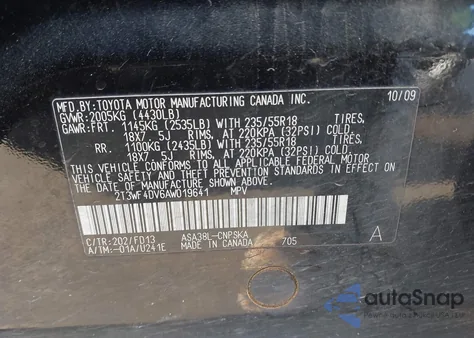 MFD. BY: TOYOTA MOTOR MANUFACTURING CANADA INC. 10/09
GVWR: 2005KG (4430LB)
GAWR: FRT. 1145KG (2535LB) WITH 235/55R18 TIRES,
18X7. 5J RIMS, AT 220KPA (32PSI) COLD.
RR. 1100KG (2435LB) WITH 235/55R18 TIRES,
18X7. 5J RIMS, AT 220KPA (32PSI) COLD.
THIS VEHICLE CONFORMS TO ALL APPLICABLE FEDERAL MOTOR
VEHICLE SAFETY AND THEFT PREVENTION STANDARDS IN EFFECT ON
THE DATE OF MANUFACTURE SHOWN ABOVE.
2T3WF4DV6AW019641 MPV
C/TR: 202/FD13 ASA38L-CNPSKA A
A/TM: -01A/U241E MADE IN CANADA 705
autoSnap